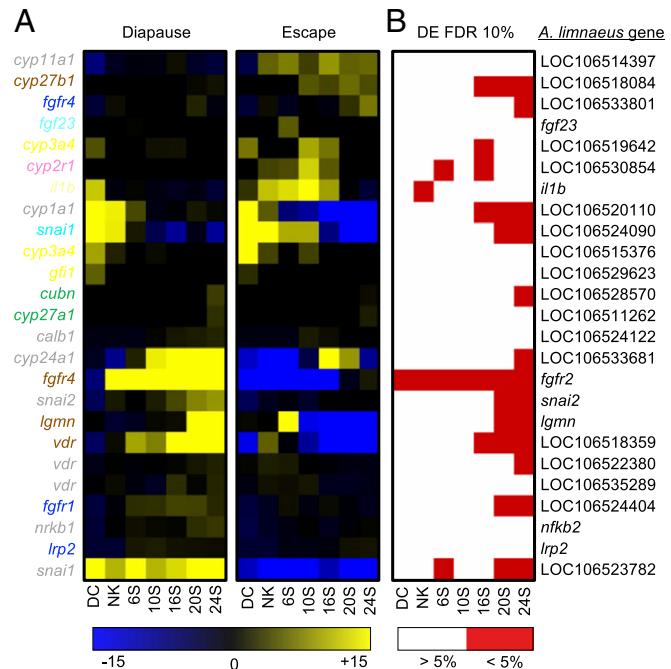 A
Diapause
Escape
B
DE FDR 10%
A. limnaeus gene
cyp11a1
LOC106514397
cyp27b1
LOC106518084
fgfr4
LOC106533801
fgf23
fgf23
cyp3a4
LOC106519642
cyp2r1
LOC106530854
il1b
il1b
cyp1a1
LOC106520110
snai1
LOC106524090
cyp3a4
LOC106515376
gfi1
LOC106529623
cubn
LOC106528570
cyp27a1
LOC106511262
calb1
LOC106524122
cyp24a1
LOC106533681
fgfr4
fgfr2
snai2
snai2
lgmn
lgmn
vdr
LOC106518359
vdr
LOC106522380
vdr
LOC106535289
fgfr1
LOC106524404
nrkb1
nfkb2
lrp2
lrp2
snai1
LOC106523782
DC NK 6S 10S 16S 20S 24S
DC NK 6S 10S 16S 20S 24S
DC NK 6S 10S 16S 20S 24S
-15 0 +15
> 5% < 5%